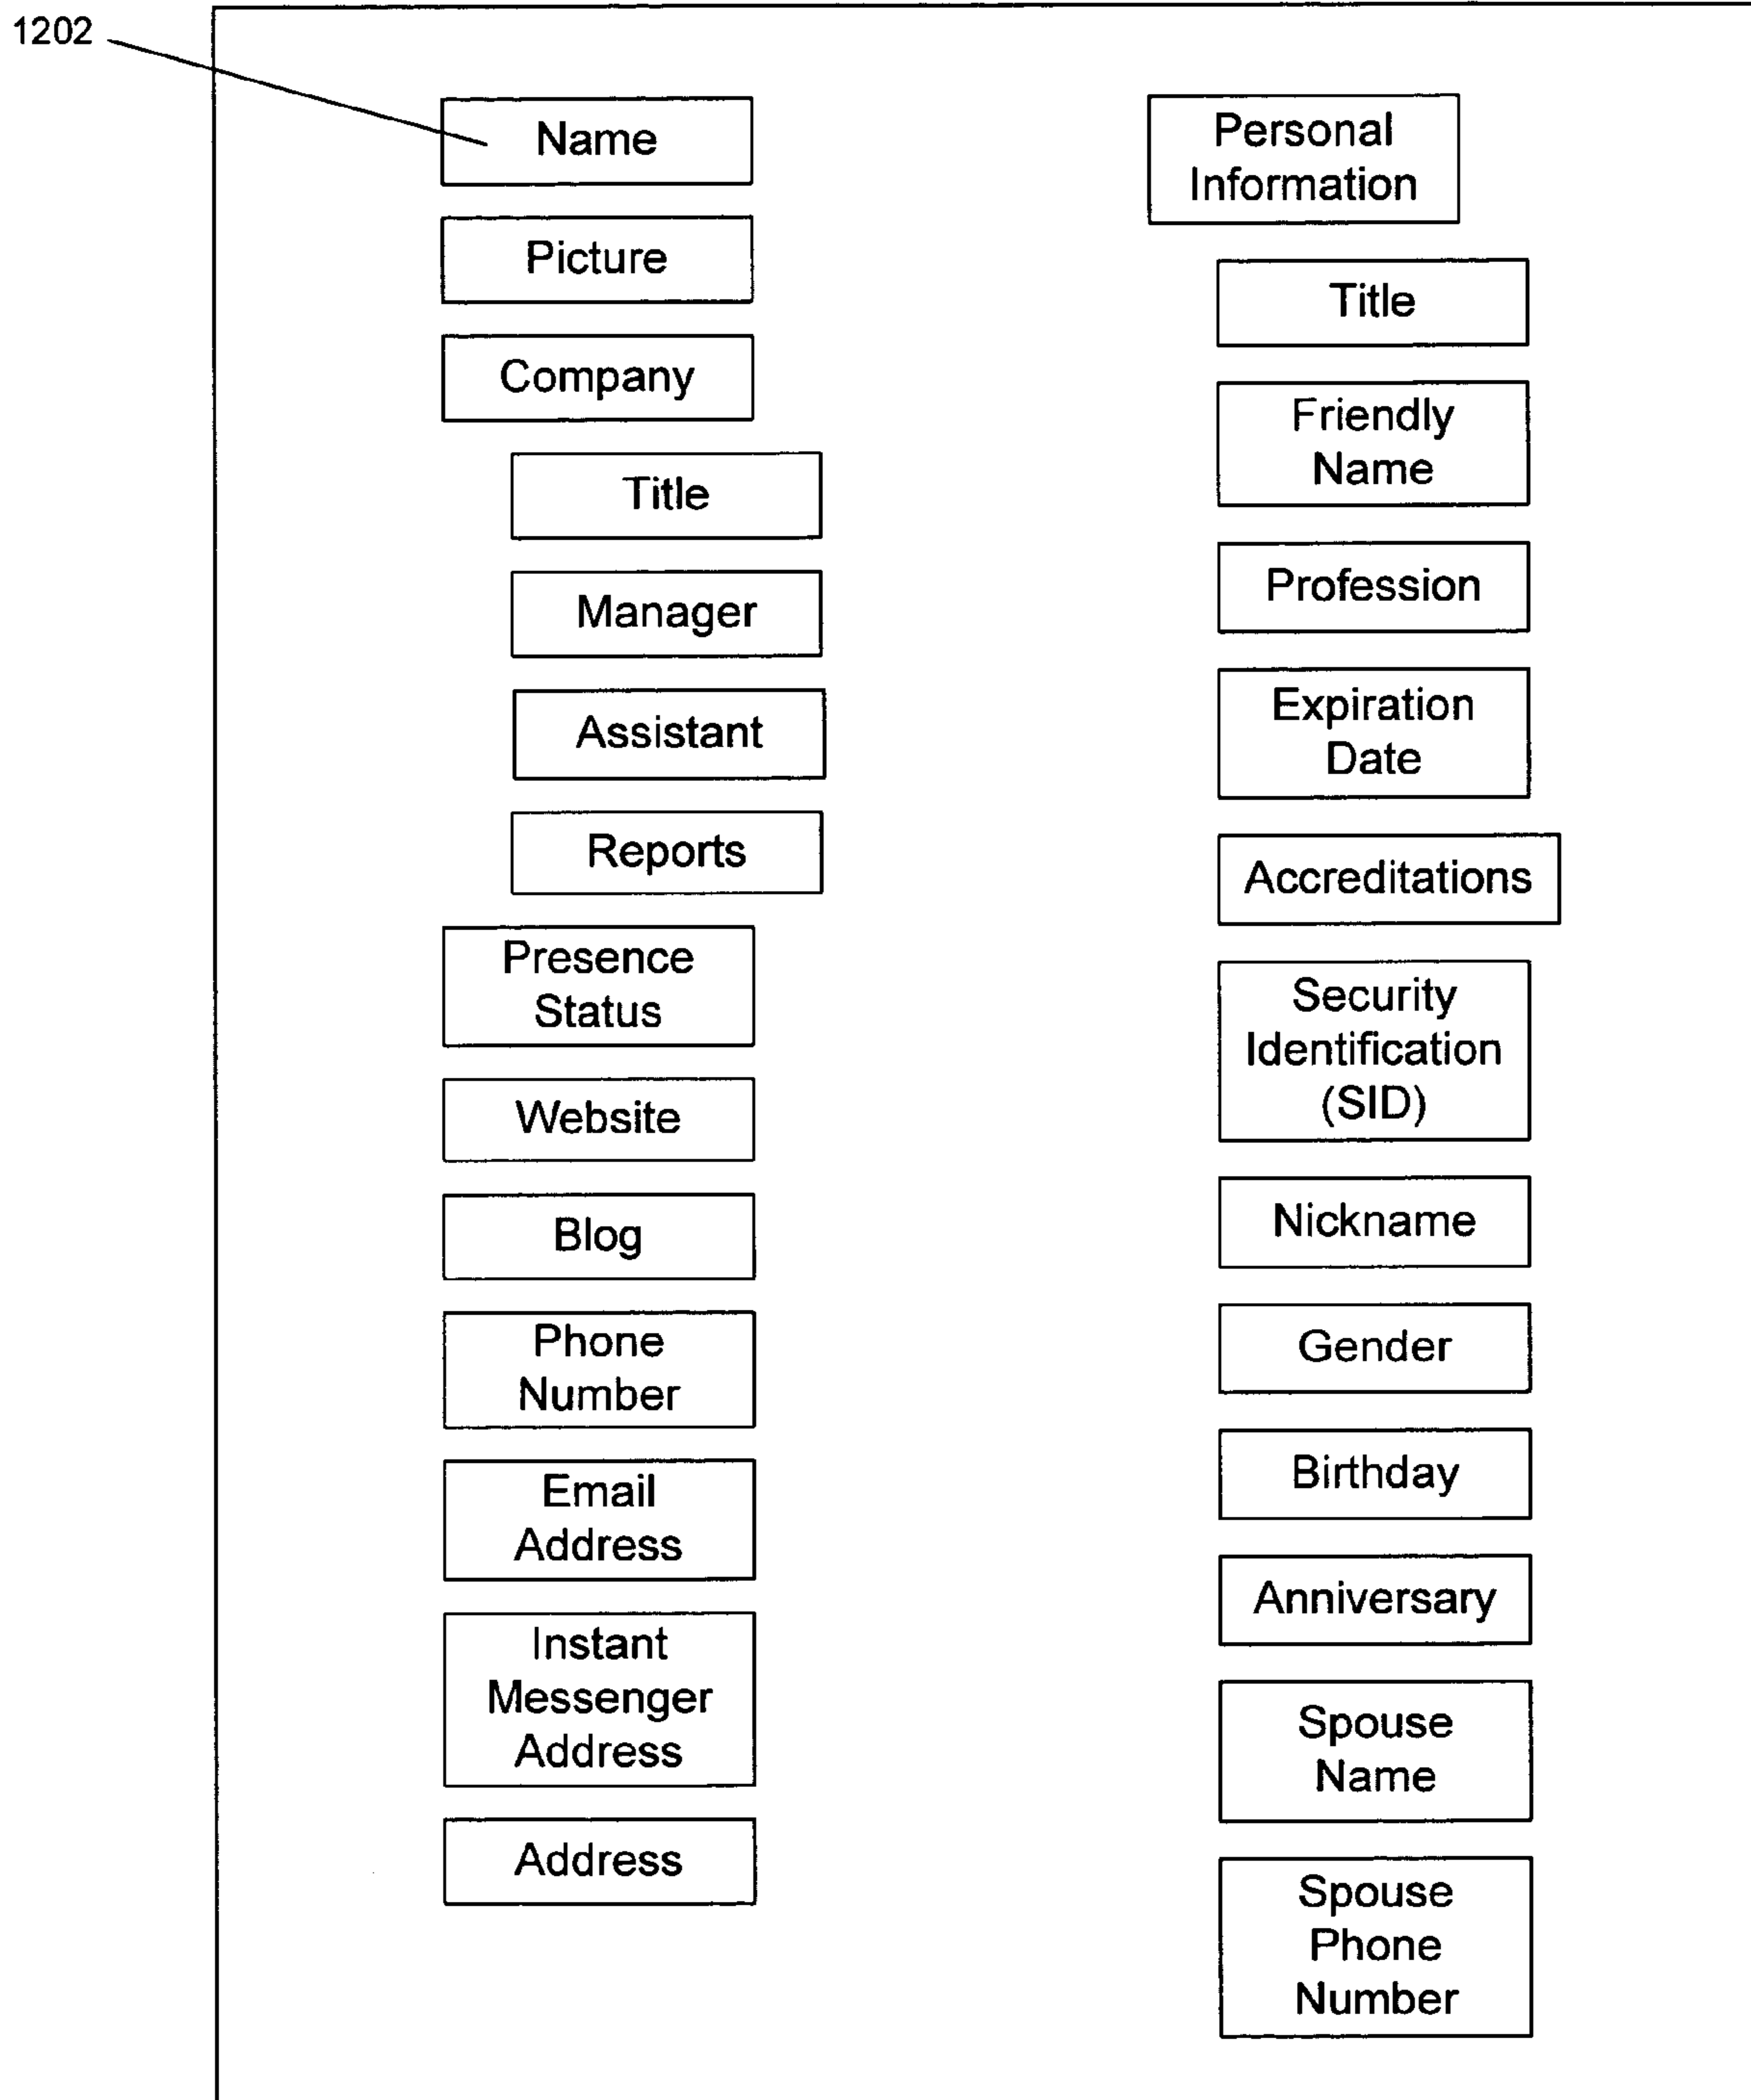 1202
Name
Picture
Company
Title
Manager
Assistant
Reports
Presence
Status
Website
Blog
Phone
Number
Email
Address
Instant
Messenger
Address
Address
Personal
Information
Title
Friendly
Name
Profession
Expiration
Date
Accreditations
Security
Identification
(SID)
Nickname
Gender
Birthday
Anniversary
Spouse
Name
Spouse
Phone
Number